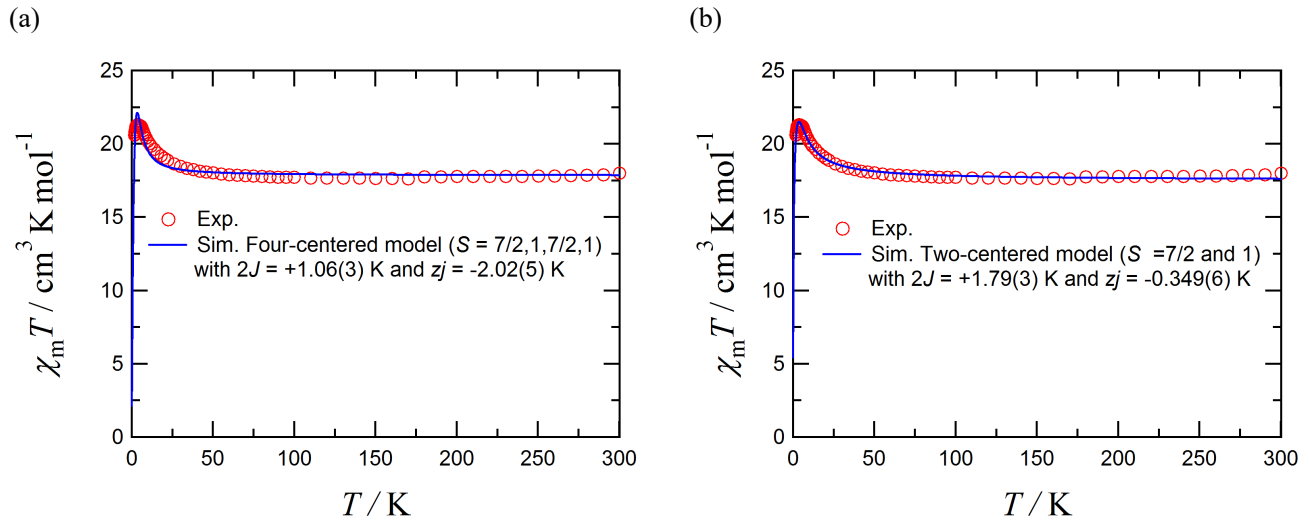 (a)
25
20
15
10
5
0
χmT / cm³ K mol⁻¹
Exp.
Sim. Four-centered model (S = 7/2,1,7/2,1)
with 2J = +1.06(3) K and zj = -2.02(5) K
0 50 100 150 200 250 300
T / K
(b)
25
20
15
10
5
0
χmT / cm³ K mol⁻¹
Exp.
Sim. Two-centered model (S =7/2 and 1)
with 2J = +1.79(3) K and zj = -0.349(6) K
0 50 100 150 200 250 300
T / K